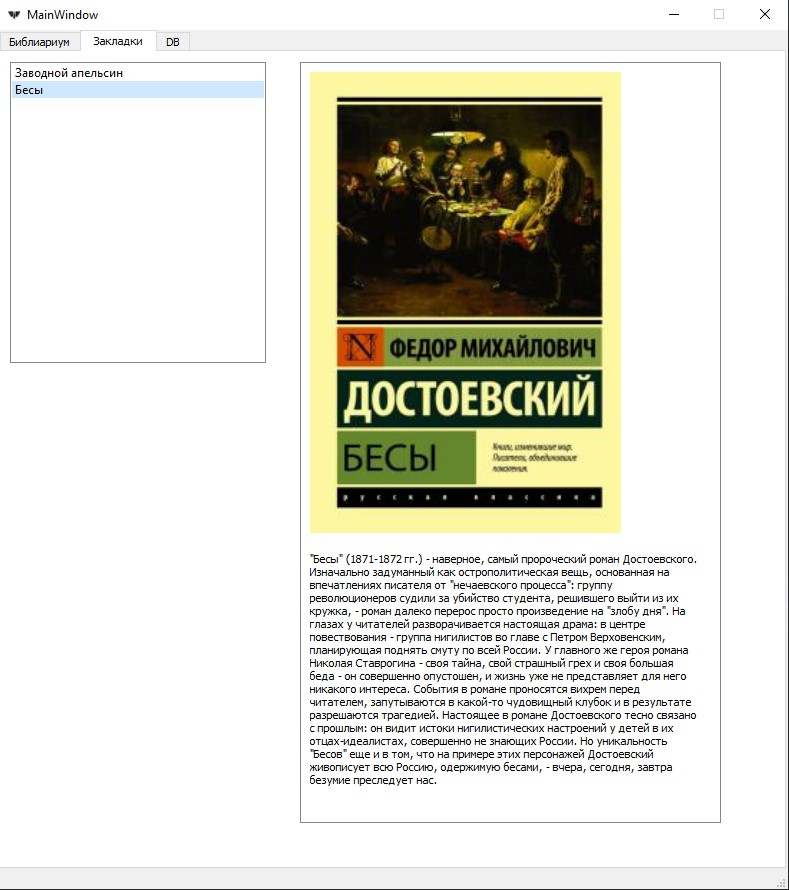 MainWindow
Библиариум
Закладки
DB
Заводной апельсин
Бесы
ФЕДОР МИХАЙЛОВИЧ
ДОСТОЕВСКИЙ
БЕСЫ
Книги, изменившие мир.
Писатели, объединившие
поколения.
русская классика
"Бесы" (1871-1872 гг.) - наверное, самый пророческий роман Достоевского.
Изначально задуманный как остропoлитическая вещь, основанная на
впечатлениях писателя от "нечаевского процесса": группу
революционеров судили за убийство студента, решившего выйти из их
кружка, - роман далеко перерос просто произведение на "злобу дня". На
глазах у читателей разворачивается настоящая драма: в центре
повествования - группа нигилистов во главе с Петром Верховенским,
планирующая поднять смуту по всей России. У главного же героя романа
Николая Ставрогина - своя тайна, свой страшный грех и своя большая
беда - он совершенно опустошен, и жизнь уже не представляет для него
никакого интереса. События в романе проносятся вихрем перед
читателем, запутываются в какой-то чудовищный клубок и в результате
разрешаются трагедией. Настоящее в романе Достоевского тесно связано
с прошлым: он видит истоки нигилистических настроений у детей в их
отцах-идеалистах, совершенно не знающих России. Но уникальность
"Бесов" еще и в том, что на примере этих персонажей Достоевский
живописует всю Россию, одержимую бесами, - вчера, сегодня, завтра
безумие преследует нас.